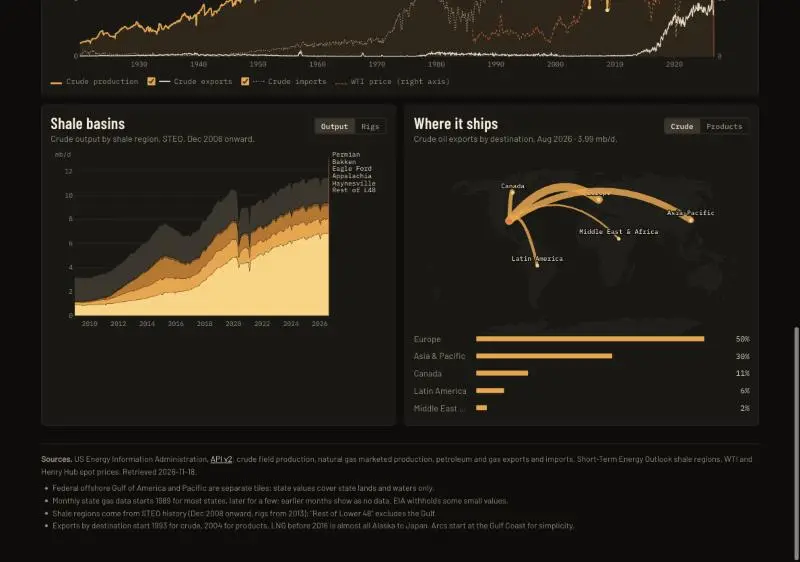 0
0
1930 1940 1950 1960 1970 1980 1990 2000 2010 2020
Crude production Crude exports Crude imports WTI price (right axis)
Shale basins
Output Rigs
Crude output by shale region, STEO, Dec 2008 onward.
mb/d
12
10
8
6
4
2
0
Permian
Bakken
Eagle Ford
Appalachia
Haynesville
Rest of L48
2010 2012 2014 2016 2018 2020 2022 2024 2026
Where it ships
Crude Products
Crude oil exports by destination, Aug 2026 · 3.99 mb/d.
Canada
Europe
Asia Pacific
Middle East & Africa
Latin America
Europe 50%
Asia & Pacific 30%
Canada 11%
Latin America 6%
Middle East … 2%
Sources. US Energy Information Administration, API v2: crude field production, natural gas marketed production, petroleum and gas exports and imports, Short-Term Energy Outlook shale regions, WTI and
Henry Hub spot prices. Retrieved 2026-11-18.
Federal offshore Gulf of America and Pacific are separate tiles; state values cover state lands and waters only.
Monthly state gas data starts 1989 for most states, later for a few; earlier months show as no data. EIA withholds some small values.
Shale regions come from STEO history (Dec 2008 onward, rigs from 2013); "Rest of Lower 48" excludes the Gulf.
Exports by destination start 1993 for crude, 2004 for products. LNG before 2016 is almost all Alaska to Japan. Arcs start at the Gulf Coast for simplicity.